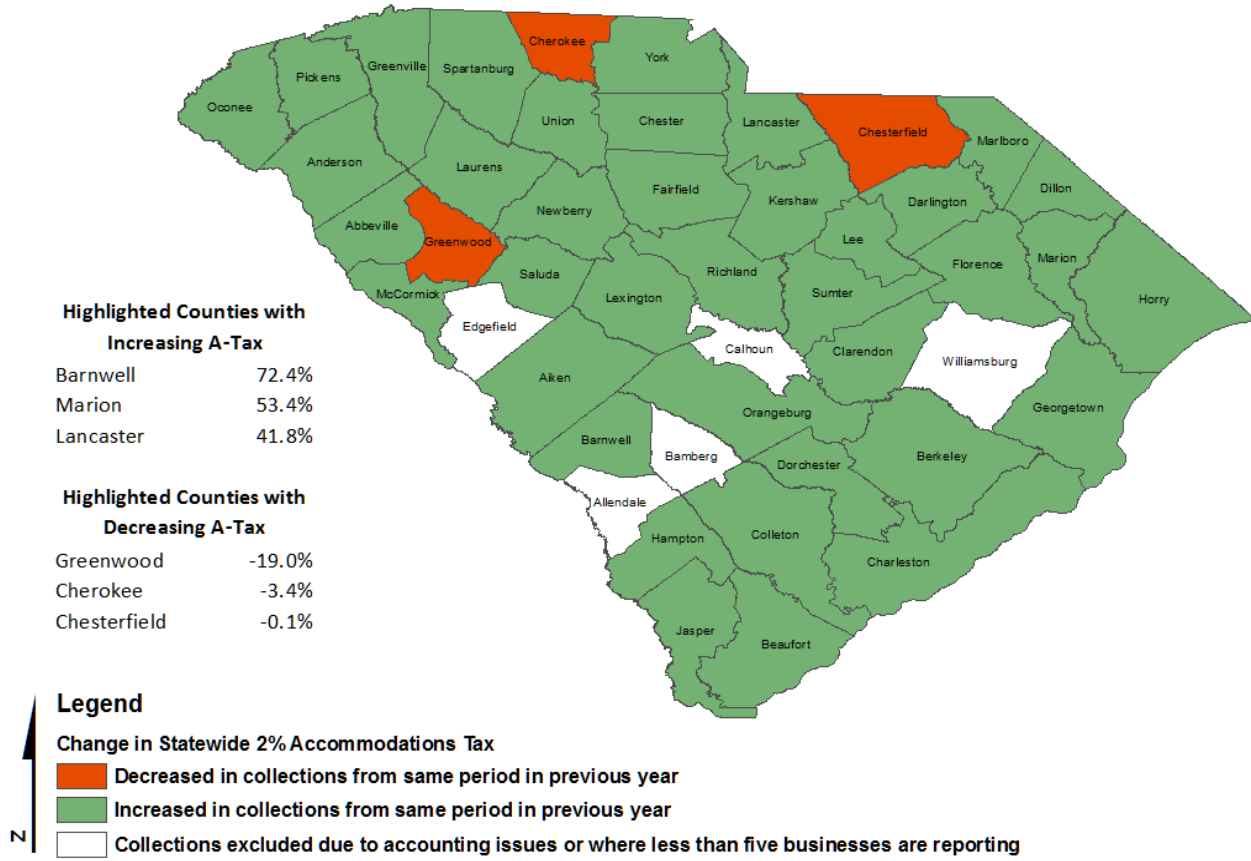 Cherokee
York
Greenville
Spartanburg
Pickens
Oconee
Union
Chester
Lancaster
Chesterfield
Marlboro
Anderson
Laurens
Fairfield
Kershaw
Dillon
Darlington
Newberry
Abbeville
Greenwood
Lee
Marion
Florence
Saluda
Richland
McCormick
Lexington
Sumter
Horry
Edgefield
Calhoun
Clarendon
Williamsburg
Aiken
Georgetown
Orangeburg
Barnwell
Bamberg
Dorchester
Berkeley
Allendale
Hampton
Colleton
Charleston
Jasper
Beaufort
Highlighted Counties with
Increasing A-Tax
Barnwell 72.4%
Marion 53.4%
Lancaster 41.8%
Highlighted Counties with
Decreasing A-Tax
Greenwood -19.0%
Cherokee -3.4%
Chesterfield -0.1%
N
Legend
Change in Statewide 2% Accommodations Tax
Decreased in collections from same period in previous year
Increased in collections from same period in previous year
Collections excluded due to accounting issues or where less than five businesses are reporting